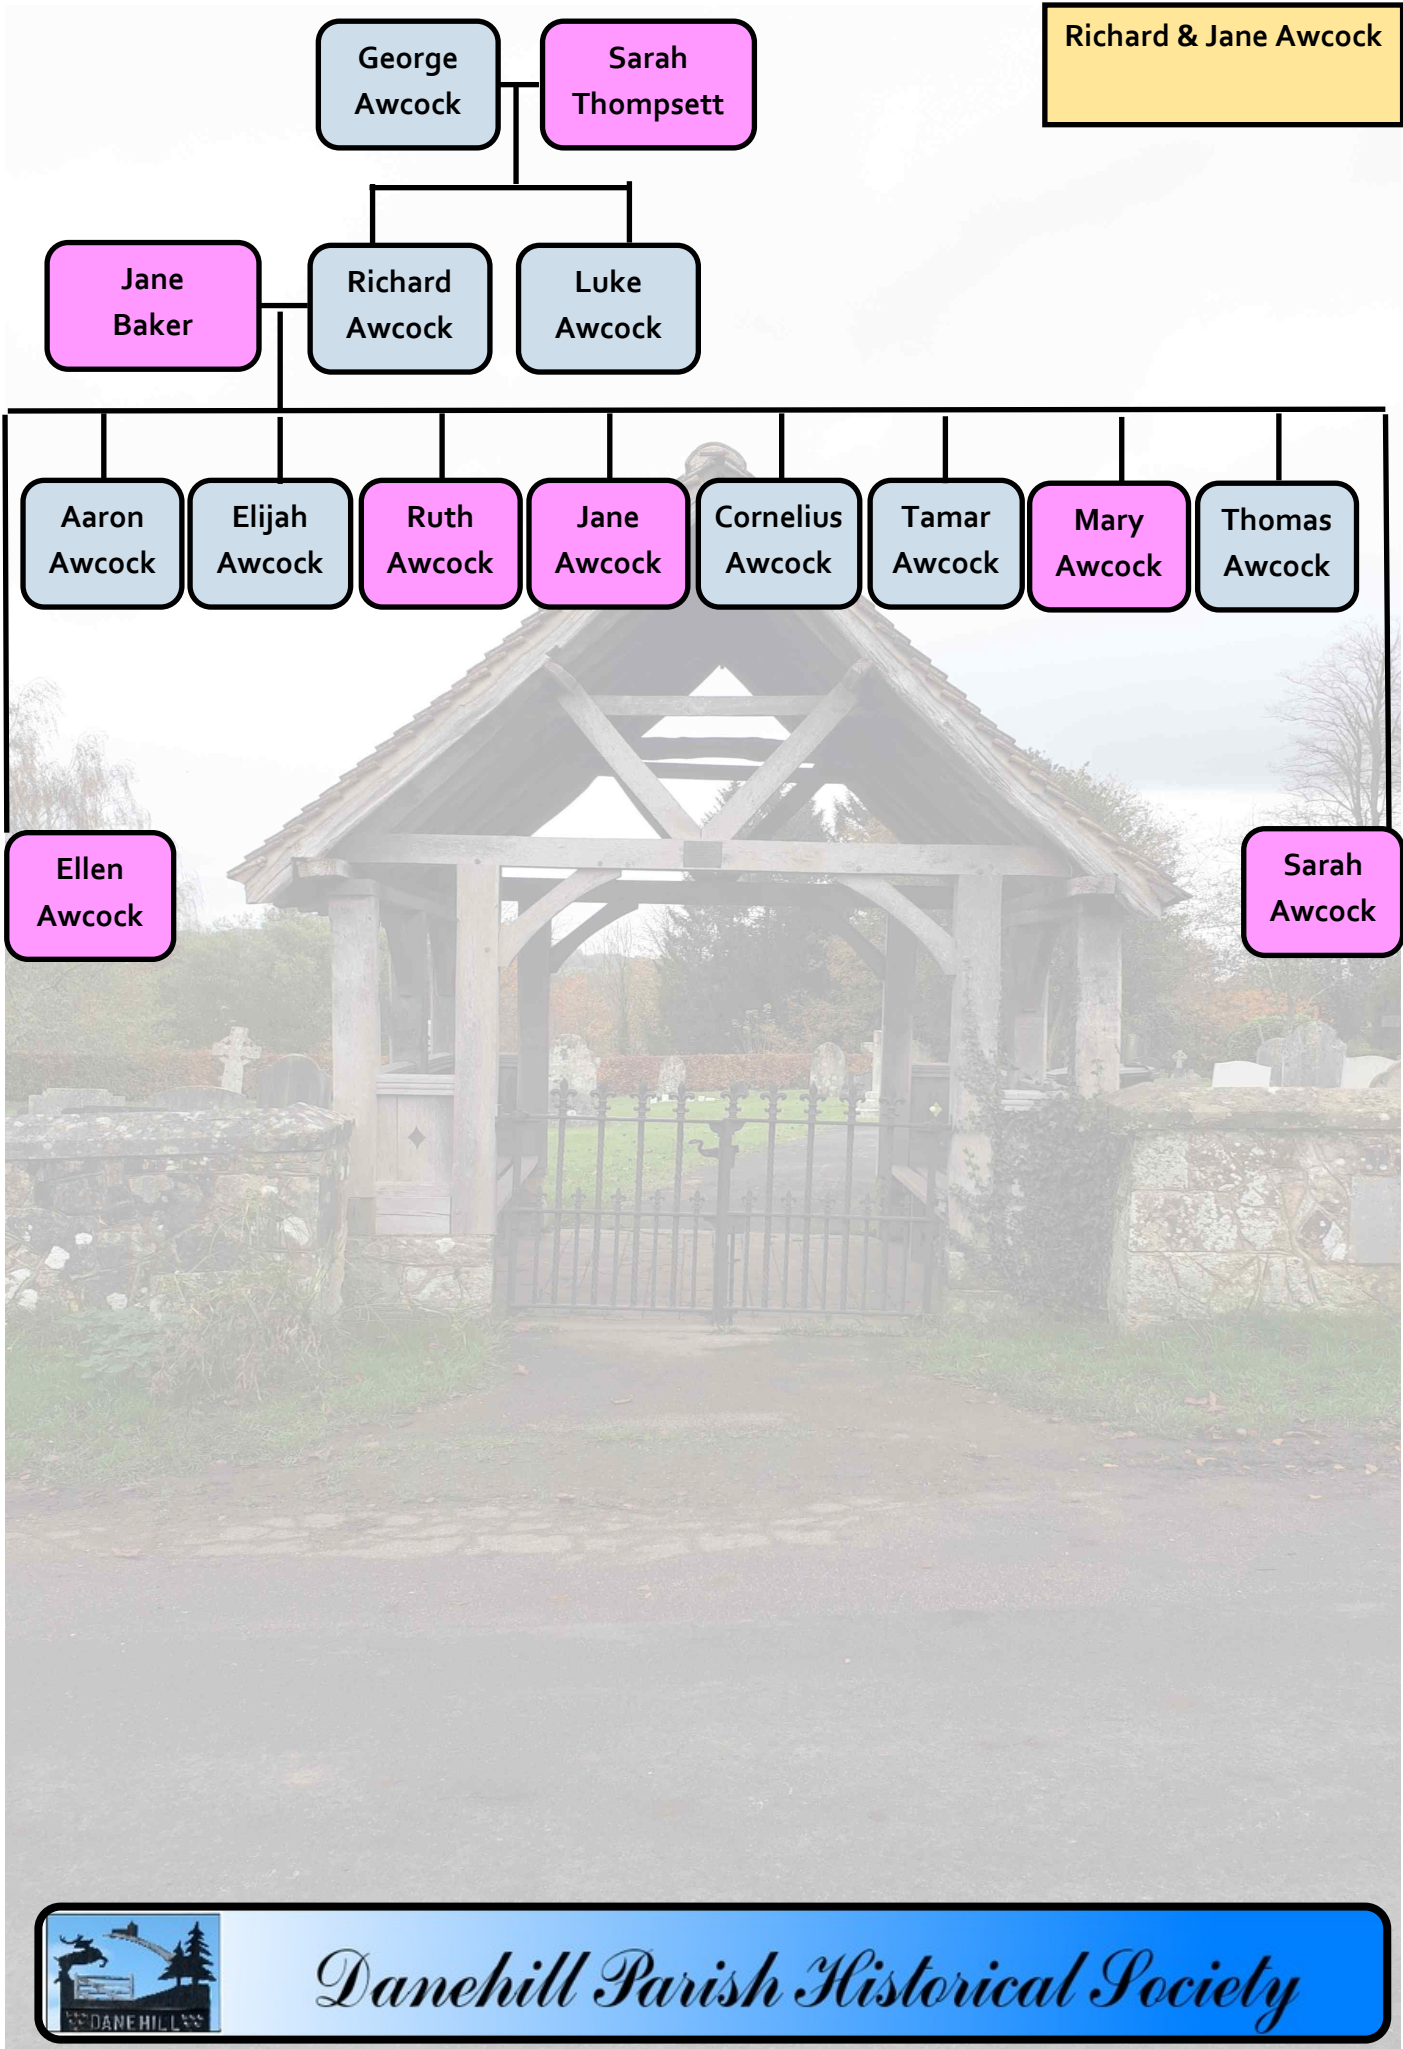 George
Awcock
Sarah
Thompsett
Richard & Jane Awcock
Jane
Baker
Richard
Awcock
Luke
Awcock
Aaron
Awcock
Elijah
Awcock
Ruth
Awcock
Jane
Awcock
Cornelius
Awcock
Tamar
Awcock
Mary
Awcock
Thomas
Awcock
Ellen
Awcock
Sarah
Awcock
DANEHILL
Danehill Parish Historical Society